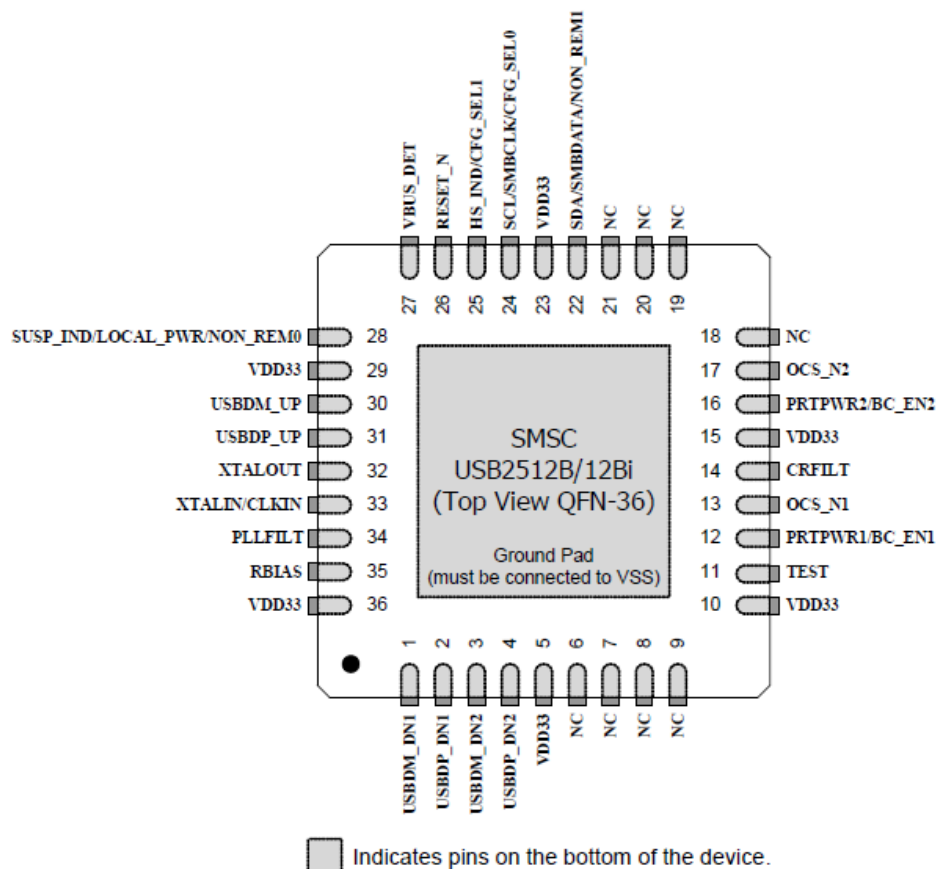 VBUS_DET
RESET_N
HS_IND/CFG_SEL1
SCL/SMBCLK/CFG_SEL0
VDD33
SDA/SMBDATA/NON_REM1
NC
NC
NC
27
26
25
24
23
22
21
20
19
SUSP_IND/LOCAL_PWR/NON_REM0 28
VDD33 29
USBDM_UP 30
USBDP_UP 31
XTALOUT 32
XTALIN/CLKIN 33
PLLFILT 34
RBIAS 35
VDD33 36
SMSC
USB2512B/12Bi
(Top View QFN-36)
Ground Pad
(must be connected to VSS)
18 NC
17 OCS_N2
16 PRTPWR2/BC_EN2
15 VDD33
14 CRFILT
13 OCS_N1
12 PRTPWR1/BC_EN1
11 TEST
10 VDD33
1
2
3
4
5
6
7
8
9
USBDM_DN1
USBDP_DN1
USBDM_DN2
USBDP_DN2
VDD33
NC
NC
NC
NC
Indicates pins on the bottom of the device.